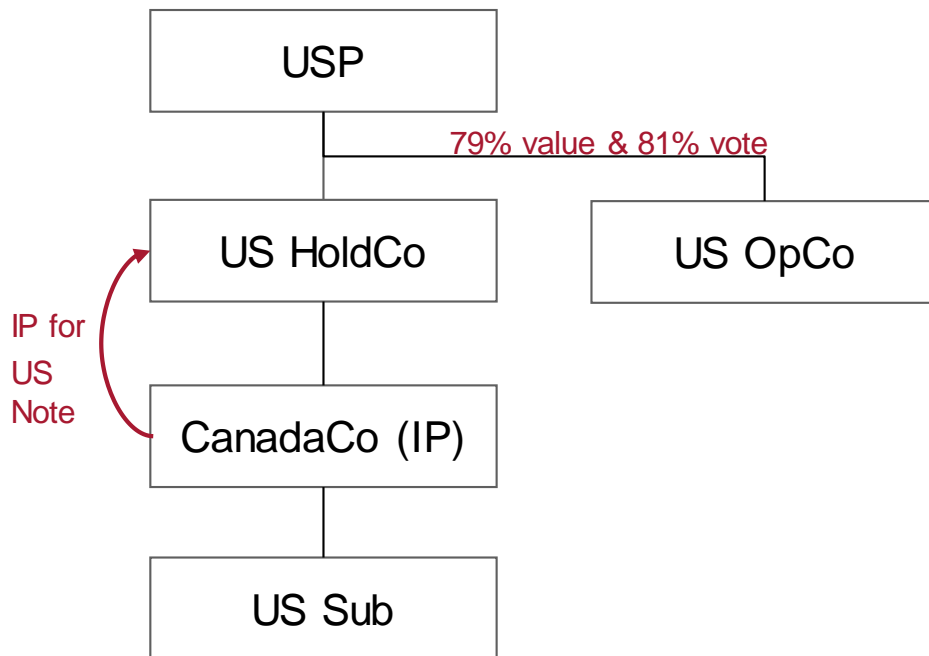 USP
79% value & 81% vote
US HoldCo
US OpCo
IP for
US
Note
CanadaCo (IP)
US Sub